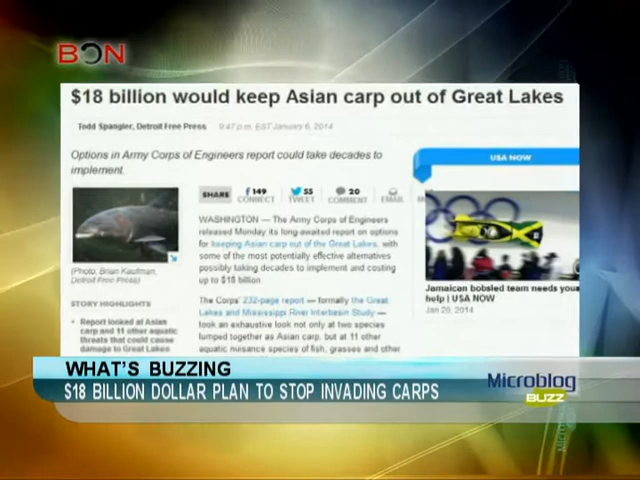 BON
$18 billion would keep Asian carp out of Great Lakes
Todd Spangler, Detroit Free Press 9:47 p.m. EST January 6, 2014
Options in Army Corps of Engineers report could take decades to
implement.
USA NOW
SHARE
149
CONNECT
55
TWEET
20
COMMENT
EMAIL
WASHINGTON — The Army Corps of Engineers
released Monday its long-awaited report on options
for keeping Asian carp out of the Great Lakes, with
some of the most potentially effective alternatives
possibly taking decades to implement and costing
up to $18 billion.
(Photo: Brian Kaufman,
Detroit Free Press)
Jamaican bobsled team needs your
help | USA NOW
Jan 20, 2014
STORY HIGHLIGHTS
Report looked at Asian
carp and 11 other aquatic
threats that could cause
damage to Great Lakes
The Corps' 232-page report — formally the Great
Lakes and Mississippi River Interbasin Study —
took an exhaustive look not only at two species
lumped together as Asian carp, but at 11 other
aquatic nuisance species of fish, grasses and other
WHAT'S BUZZING
$18 BILLION DOLLAR PLAN TO STOP INVADING CARPS
Microblog
BUZZ